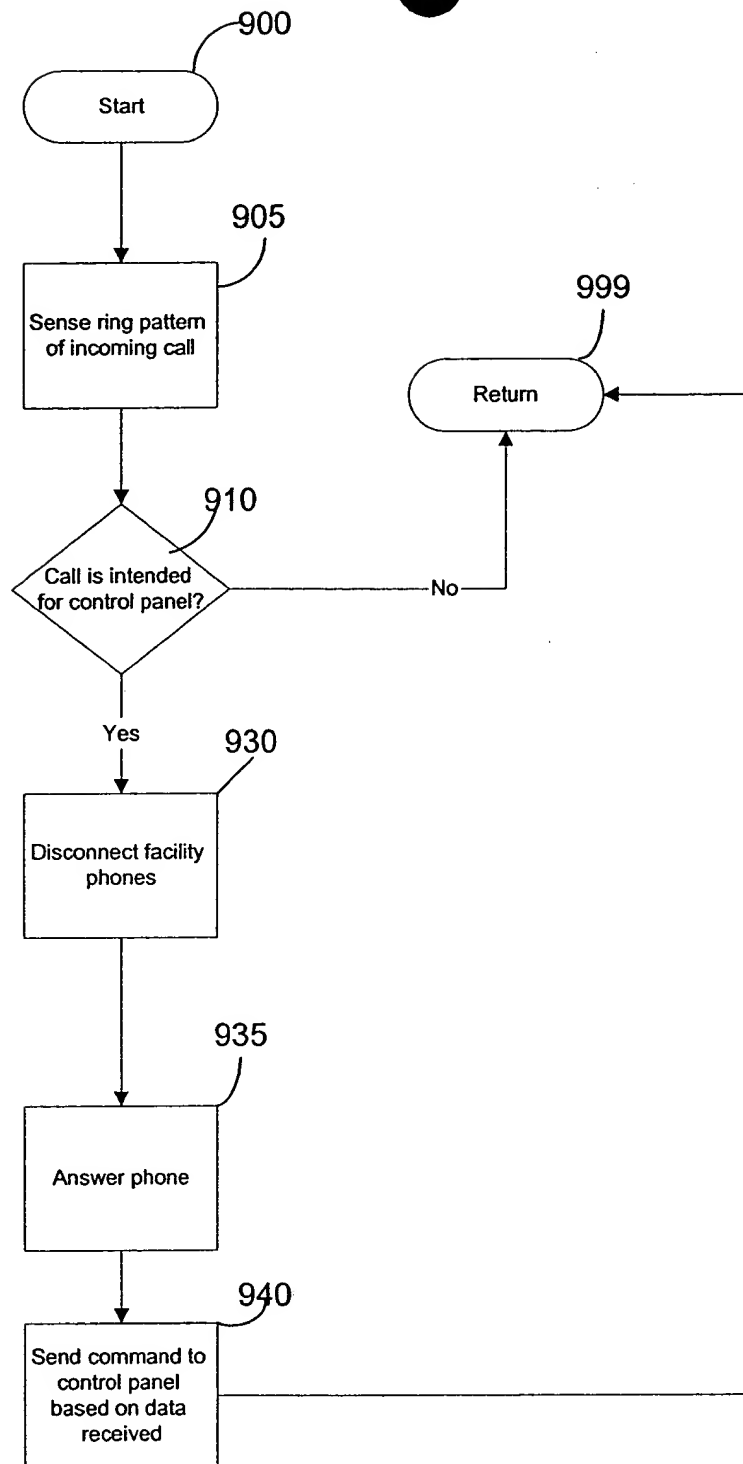 900
Start
905
Sense ring pattern
of incoming call
999
Return
910
Call is intended
for control panel?
No
Yes
930
Disconnect facility
phones
935
Answer phone
940
Send command to
control panel
based on data
received